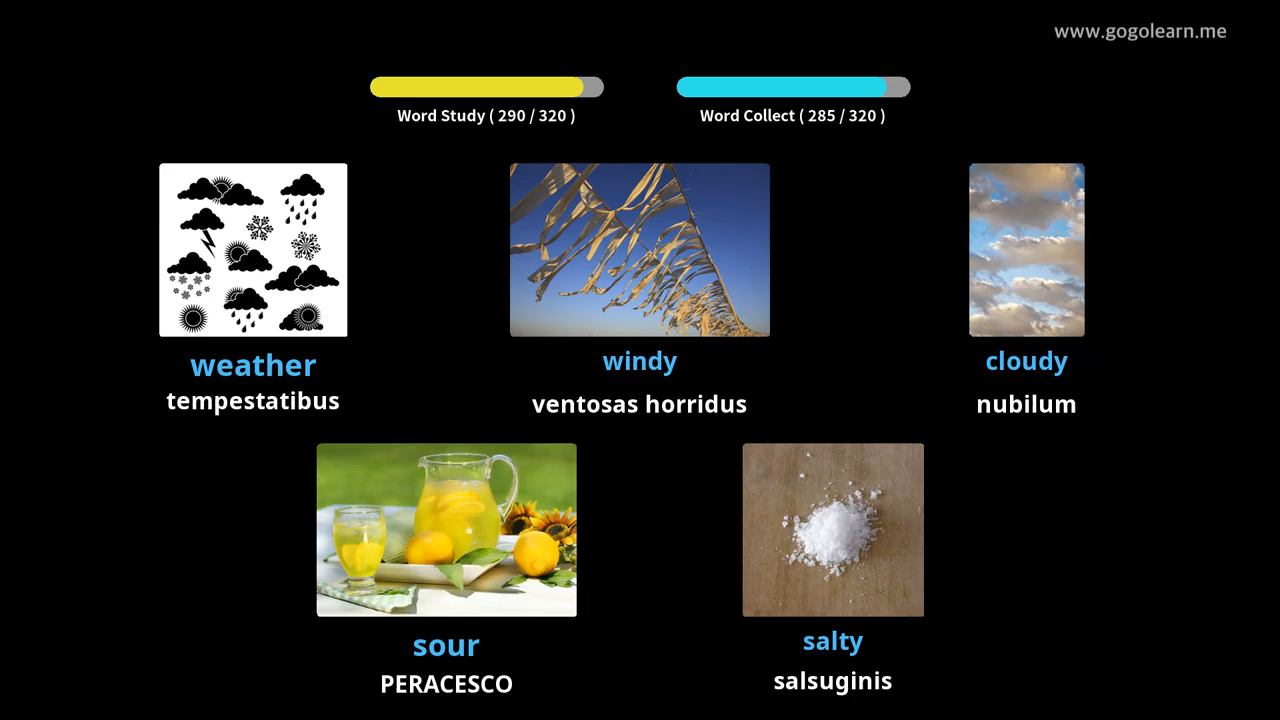 www.gogolearn.me
Word Study ( 290 / 320 )
Word Collect ( 285 / 320 )
weather
tempestatibus
windy
ventosas horridus
cloudy
nubilum
sour
PERACESCO
salty
salsuginis